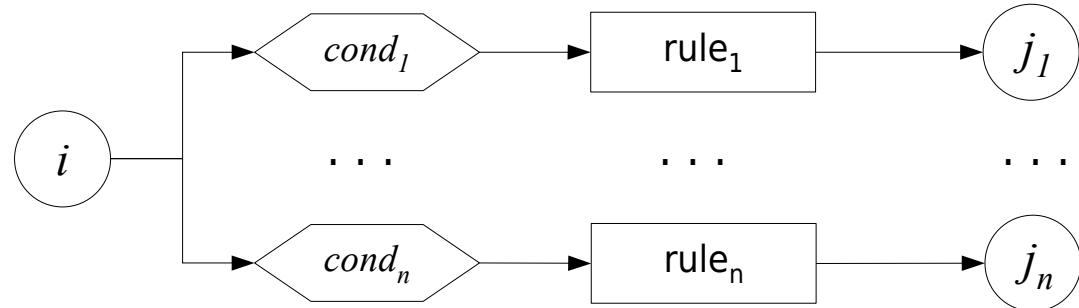 cond₁ rule₁ j₁
i . . . . . . . . .
condₙ ruleₙ jₙ